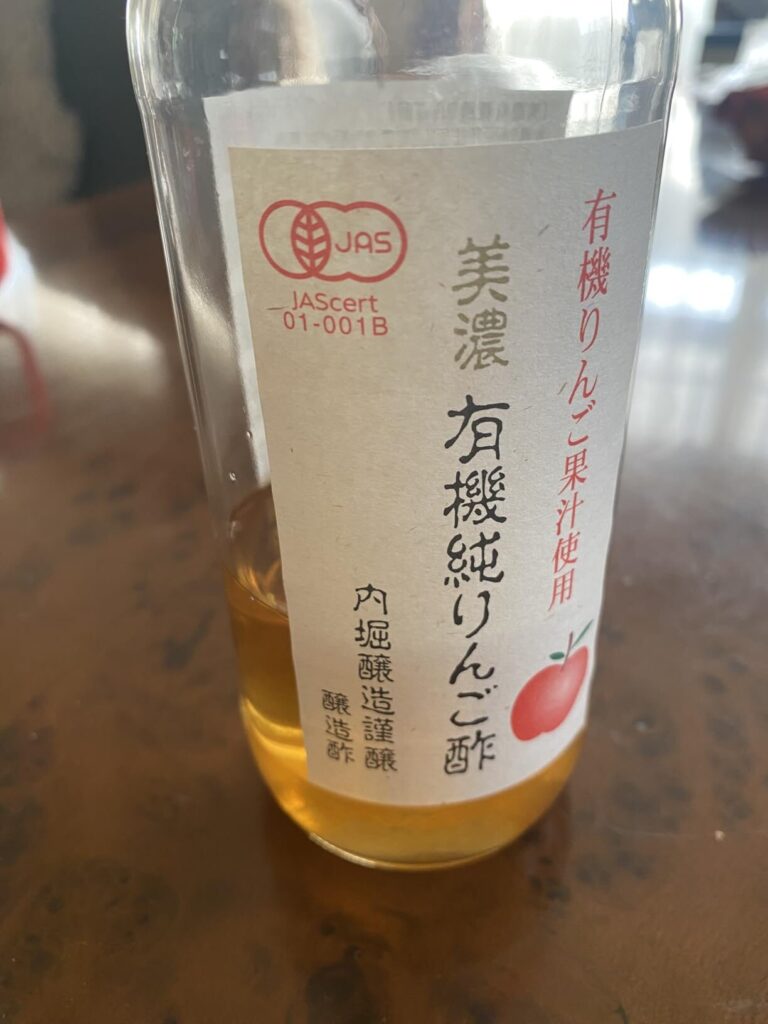 有機りんご果汁使用
美濃
有機純りんご酢
内堀醸造謹醸
醸造酢
JAS
JAScert
01-001B